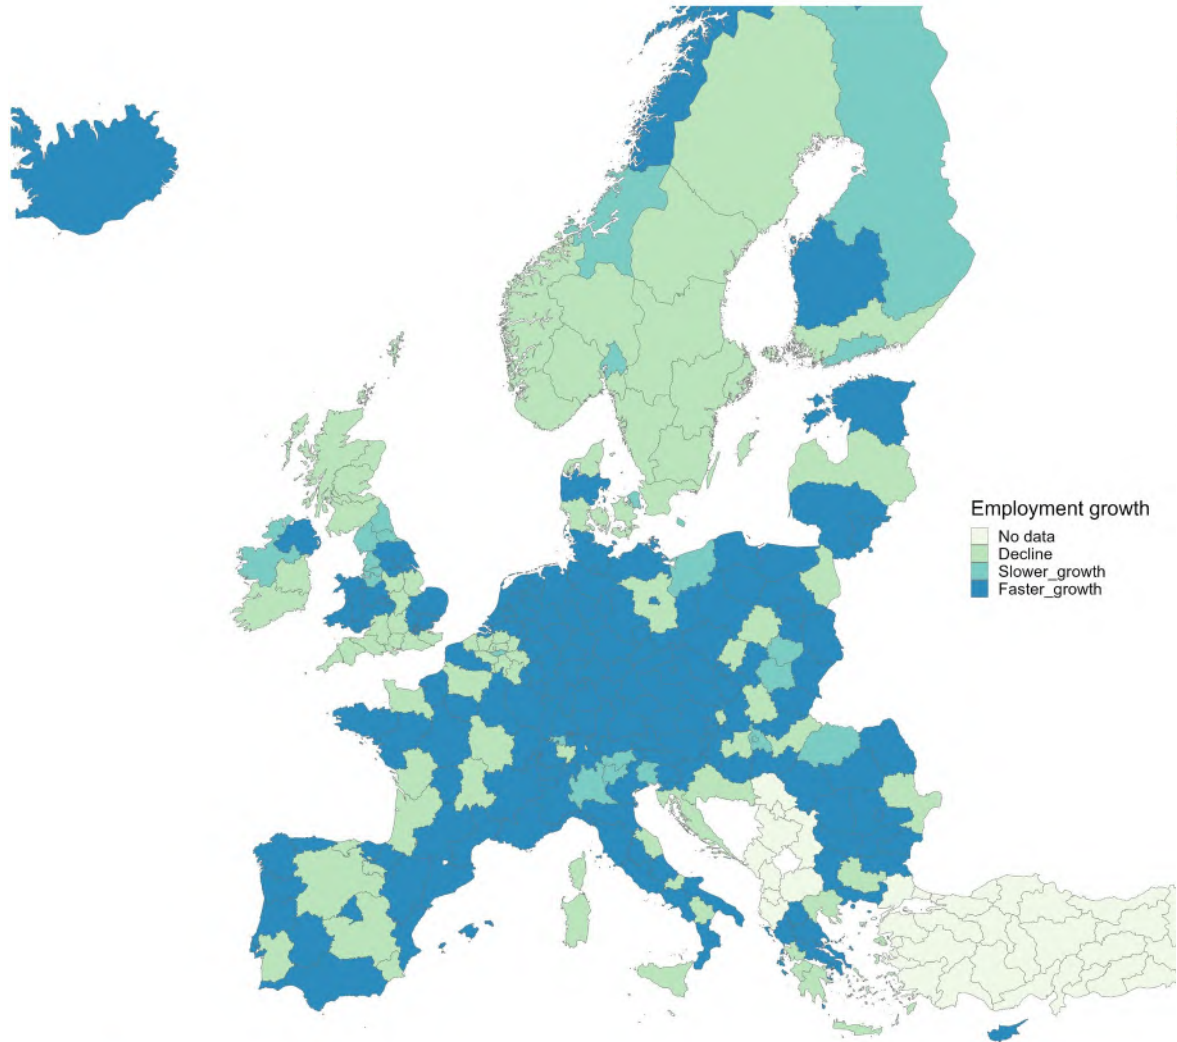 Employment growth
No data
Decline
Slower_growth
Faster_growth